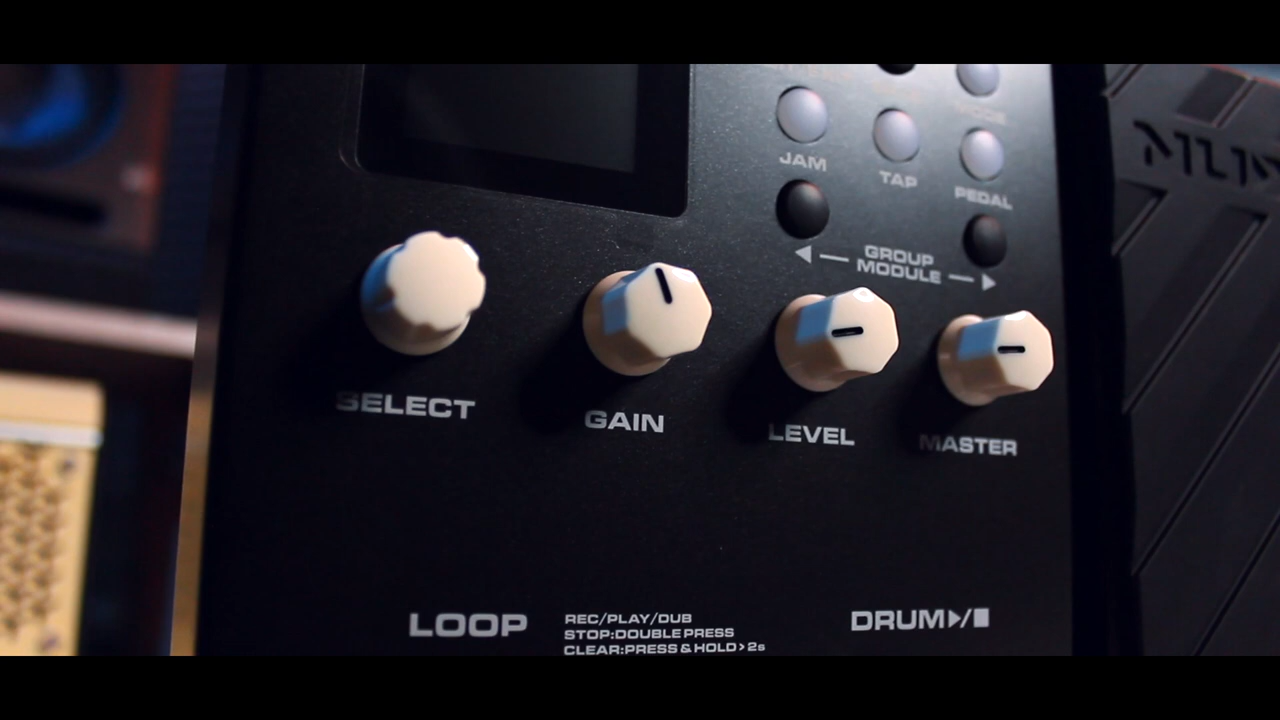 JAM
TAP
PEDAL
GROUP
MODULE
SELECT
GAIN
LEVEL
MASTER
LOOP
REC/PLAY/DUB
STOP:DOUBLE PRESS
CLEAR:PRESS & HOLD > 2s
DRUM